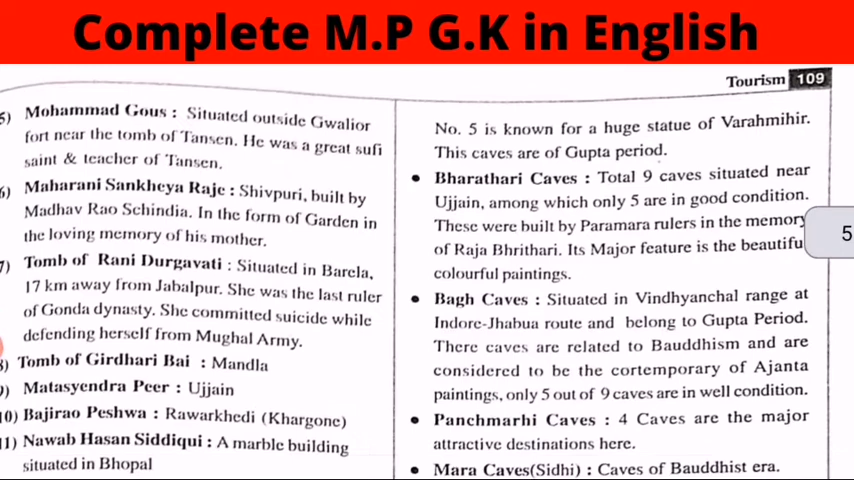 Complete M.P G.K in English
Tourism 109
5) Mohammad Gous : Situated outside Gwalior
fort near the tomb of Tansen. He was a great sufi
saint & teacher of Tansen.
6) Maharani Sankheya Raje : Shivpuri, built by
Madhav Rao Schindia. In the form of Garden in
the loving memory of his mother.
7) Tomb of Rani Durgavati : Situated in Barela,
17 km away from Jabalpur. She was the last ruler
of Gonda dynasty. She committed suicide while
defending herself from Mughal Army.
8) Tomb of Girdhari Bai : Mandla
9) Matasyendra Peer : Ujjain
10) Bajirao Peshwa : Rawarkhedi (Khargone)
11) Nawab Hasan Siddiqui : A marble building
situated in Bhopal
No. 5 is known for a huge statue of Varahmihir.
This caves are of Gupta period.
• Bharathari Caves : Total 9 caves situated near
Ujjain, among which only 5 are in good condition.
These were built by Paramara rulers in the memory
of Raja Bhrithari. Its Major feature is the beautifu
colourful paintings.
• Bagh Caves : Situated in Vindhyanchal range at
Indore-Jhabua route and belong to Gupta Period.
There caves are related to Bauddhism and are
considered to be the cortemporary of Ajanta
paintings, only 5 out of 9 caves are in well condition.
• Panchmarhi Caves : 4 Caves are the major
attractive destinations here.
• Mara Caves(Sidhi) : Caves of Bauddhist era.
5